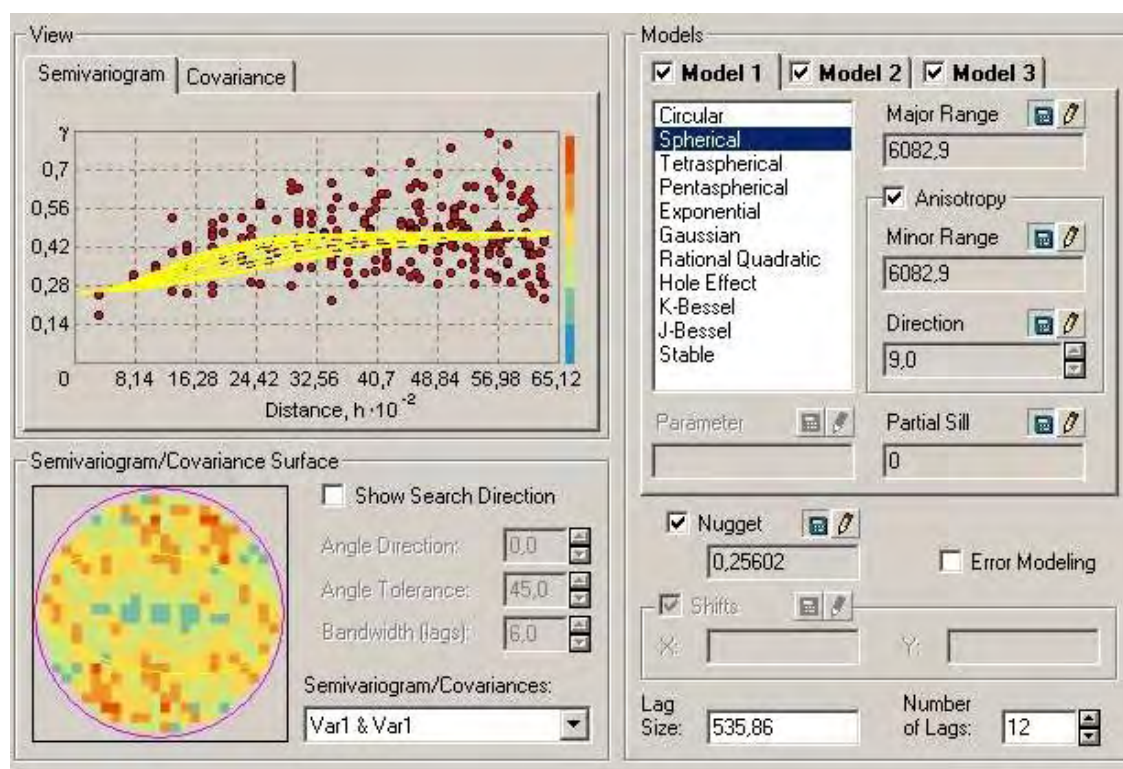 View
Semivariogram
Covariance
γ
0,7
0,56
0,42
0,28
0,14
0 8,14 16,28 24,42 32,56 40,7 48,84 56,98 65,12
Distance, h·10⁻²
Semivariogram/Covariance Surface
Show Search Direction
Angle Direction: 0,0
Angle Tolerance: 45,0
Bandwidth (lags): 6,0
Semivariogram/Covariances:
Var1 & Var1
Models
Model 1 Model 2 Model 3
Circular
Spherical
Tetraspherical
Pentaspherical
Exponential
Gaussian
Rational Quadratic
Hole Effect
K-Bessel
J-Bessel
Stable
Major Range
6082,9
Anisotropy
Minor Range
6082,9
Direction
9,0
Parameter
Partial Sill
0
Nugget
0,25602
Error Modeling
Shifts
X: Y:
Lag
Size: 535,86
Number
of Lags: 12